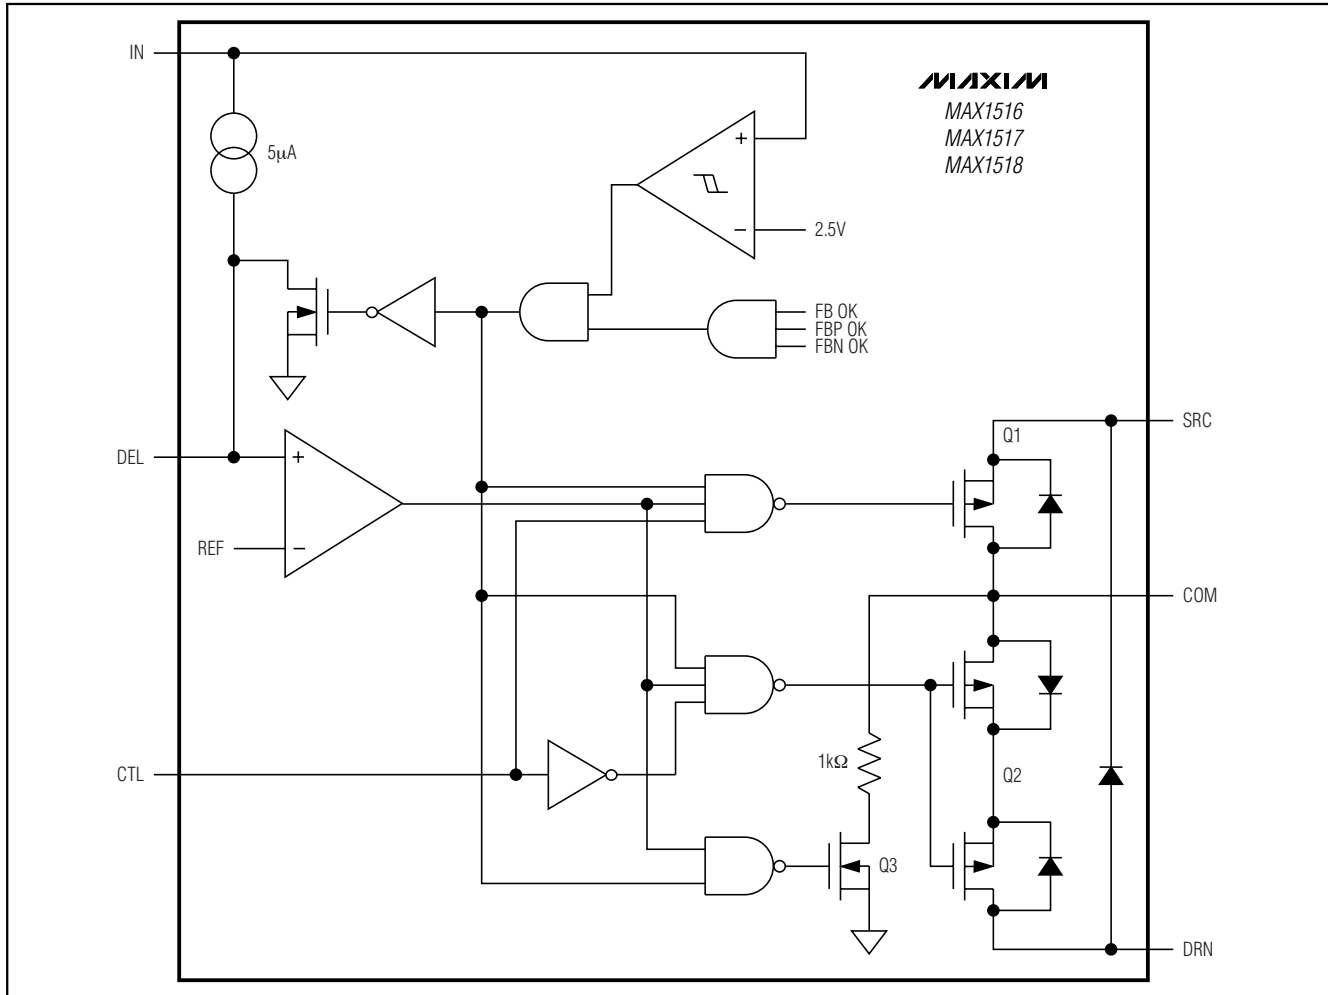 IN
MAXIM
MAX1516
MAX1517
MAX1518
5μA
+
−
2.5V
FB OK
FBP OK
FBN OK
SRC
Q1
DEL
+
REF
−
COM
CTL
1kΩ
Q2
Q3
DRN